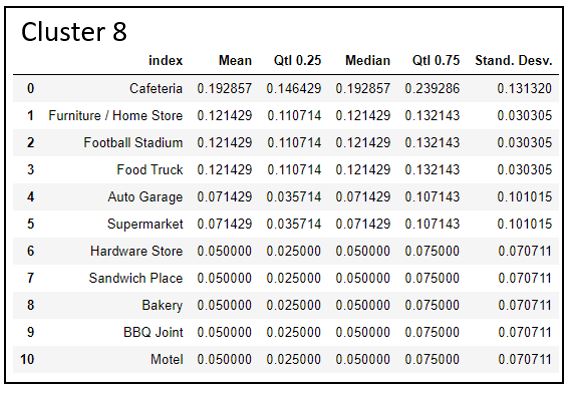 Cluster 8
index Mean Qtl 0.25 Median Qtl 0.75 Stand. Desv.
0 Cafeteria 0.192857 0.146429 0.192857 0.239286 0.131320
1 Furniture / Home Store 0.121429 0.110714 0.121429 0.132143 0.030305
2 Football Stadium 0.121429 0.110714 0.121429 0.132143 0.030305
3 Food Truck 0.121429 0.110714 0.121429 0.132143 0.030305
4 Auto Garage 0.071429 0.035714 0.071429 0.107143 0.101015
5 Supermarket 0.071429 0.035714 0.071429 0.107143 0.101015
6 Hardware Store 0.050000 0.025000 0.050000 0.075000 0.070711
7 Sandwich Place 0.050000 0.025000 0.050000 0.075000 0.070711
8 Bakery 0.050000 0.025000 0.050000 0.075000 0.070711
9 BBQ Joint 0.050000 0.025000 0.050000 0.075000 0.070711
10 Motel 0.050000 0.025000 0.050000 0.075000 0.070711